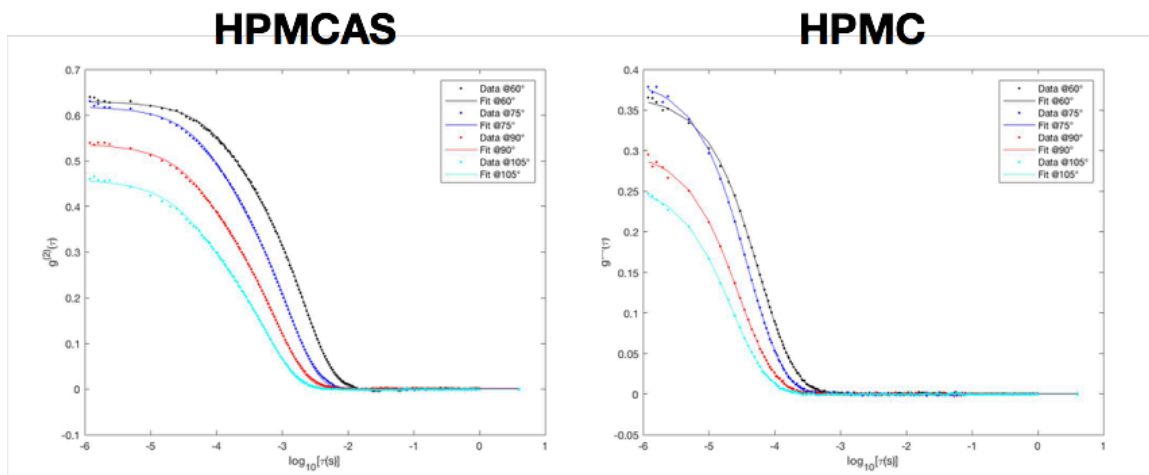 HPMCAS
HPMC
0.7
0.6
0.5
0.4
0.3
0.2
0.1
0
-0.1
g(2)(τ)
-6 -5 -4 -3 -2 -1 0 1
log10[τ(s)]
Data @60°
Fit @60°
Data @75°
Fit @75°
Data @90°
Fit @90°
Data @105°
Fit @105°
0.4
0.35
0.3
0.25
0.2
0.15
0.1
0.05
0
-0.05
-6 -5 -4 -3 -2 -1 0 1
log10[τ(s)]
Data @60°
Fit @60°
Data @75°
Fit @75°
Data @90°
Fit @90°
Data @105°
Fit @105°